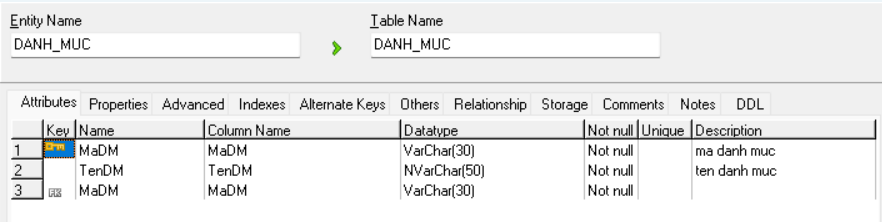 Entity Name Table Name
DANH_MUC DANH_MUC
Attributes Properties Advanced Indexes Alternate Keys Others Relationship Storage Comments Notes DDL
Key Name Column Name Datatype Not null Unique Description
1 MaDM MaDM VarChar(30) Not null ma danh muc
2 TenDM TenDM NVarChar(50) Not null ten danh muc
3 FK MaDM MaDM VarChar(30) Not null